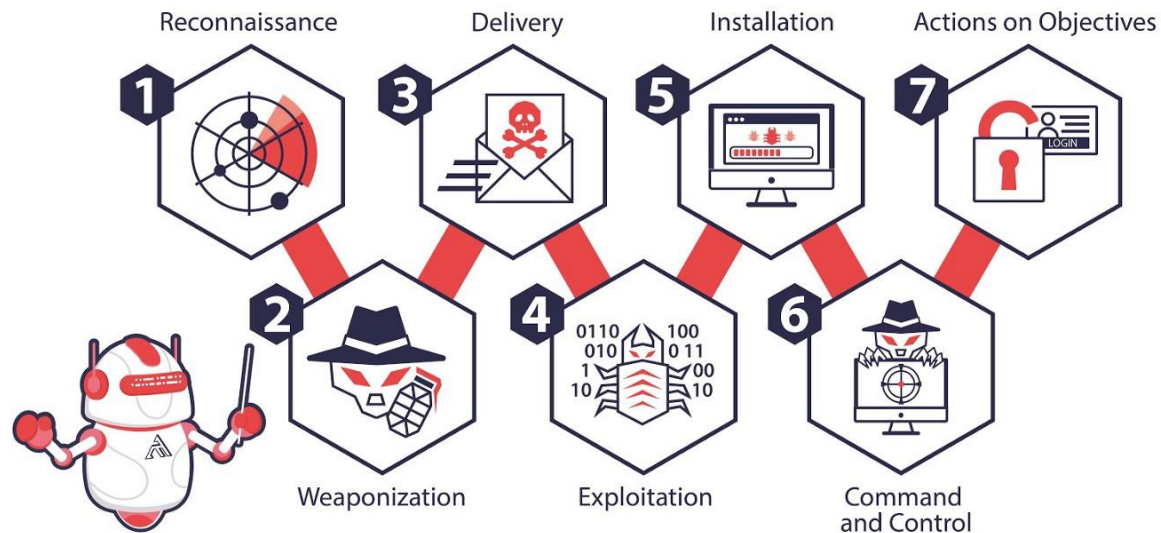 Reconnaissance
1
Weaponization
2
Delivery
3
Exploitation
4
0110 100
010 0 11
1 00
10 10
Installation
5
Command
and Control
6
Actions on Objectives
7
LOGIN